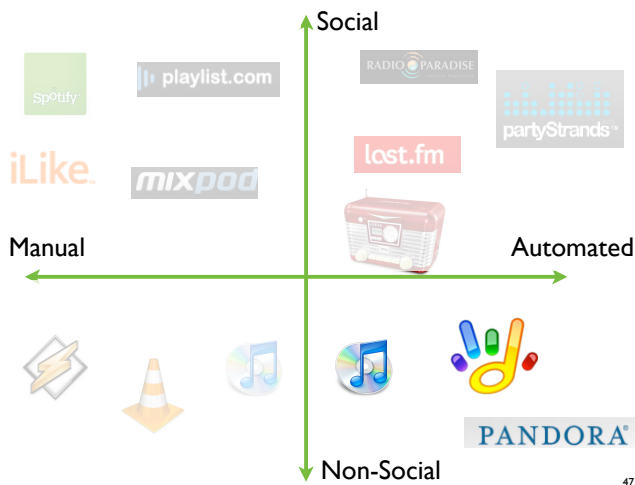 Social
Spotify
playlist.com
RADIO PARADISE
partyStrands
iLike
mixpod
last.fm
Manual
Automated
PANDORA®
Non-Social
47